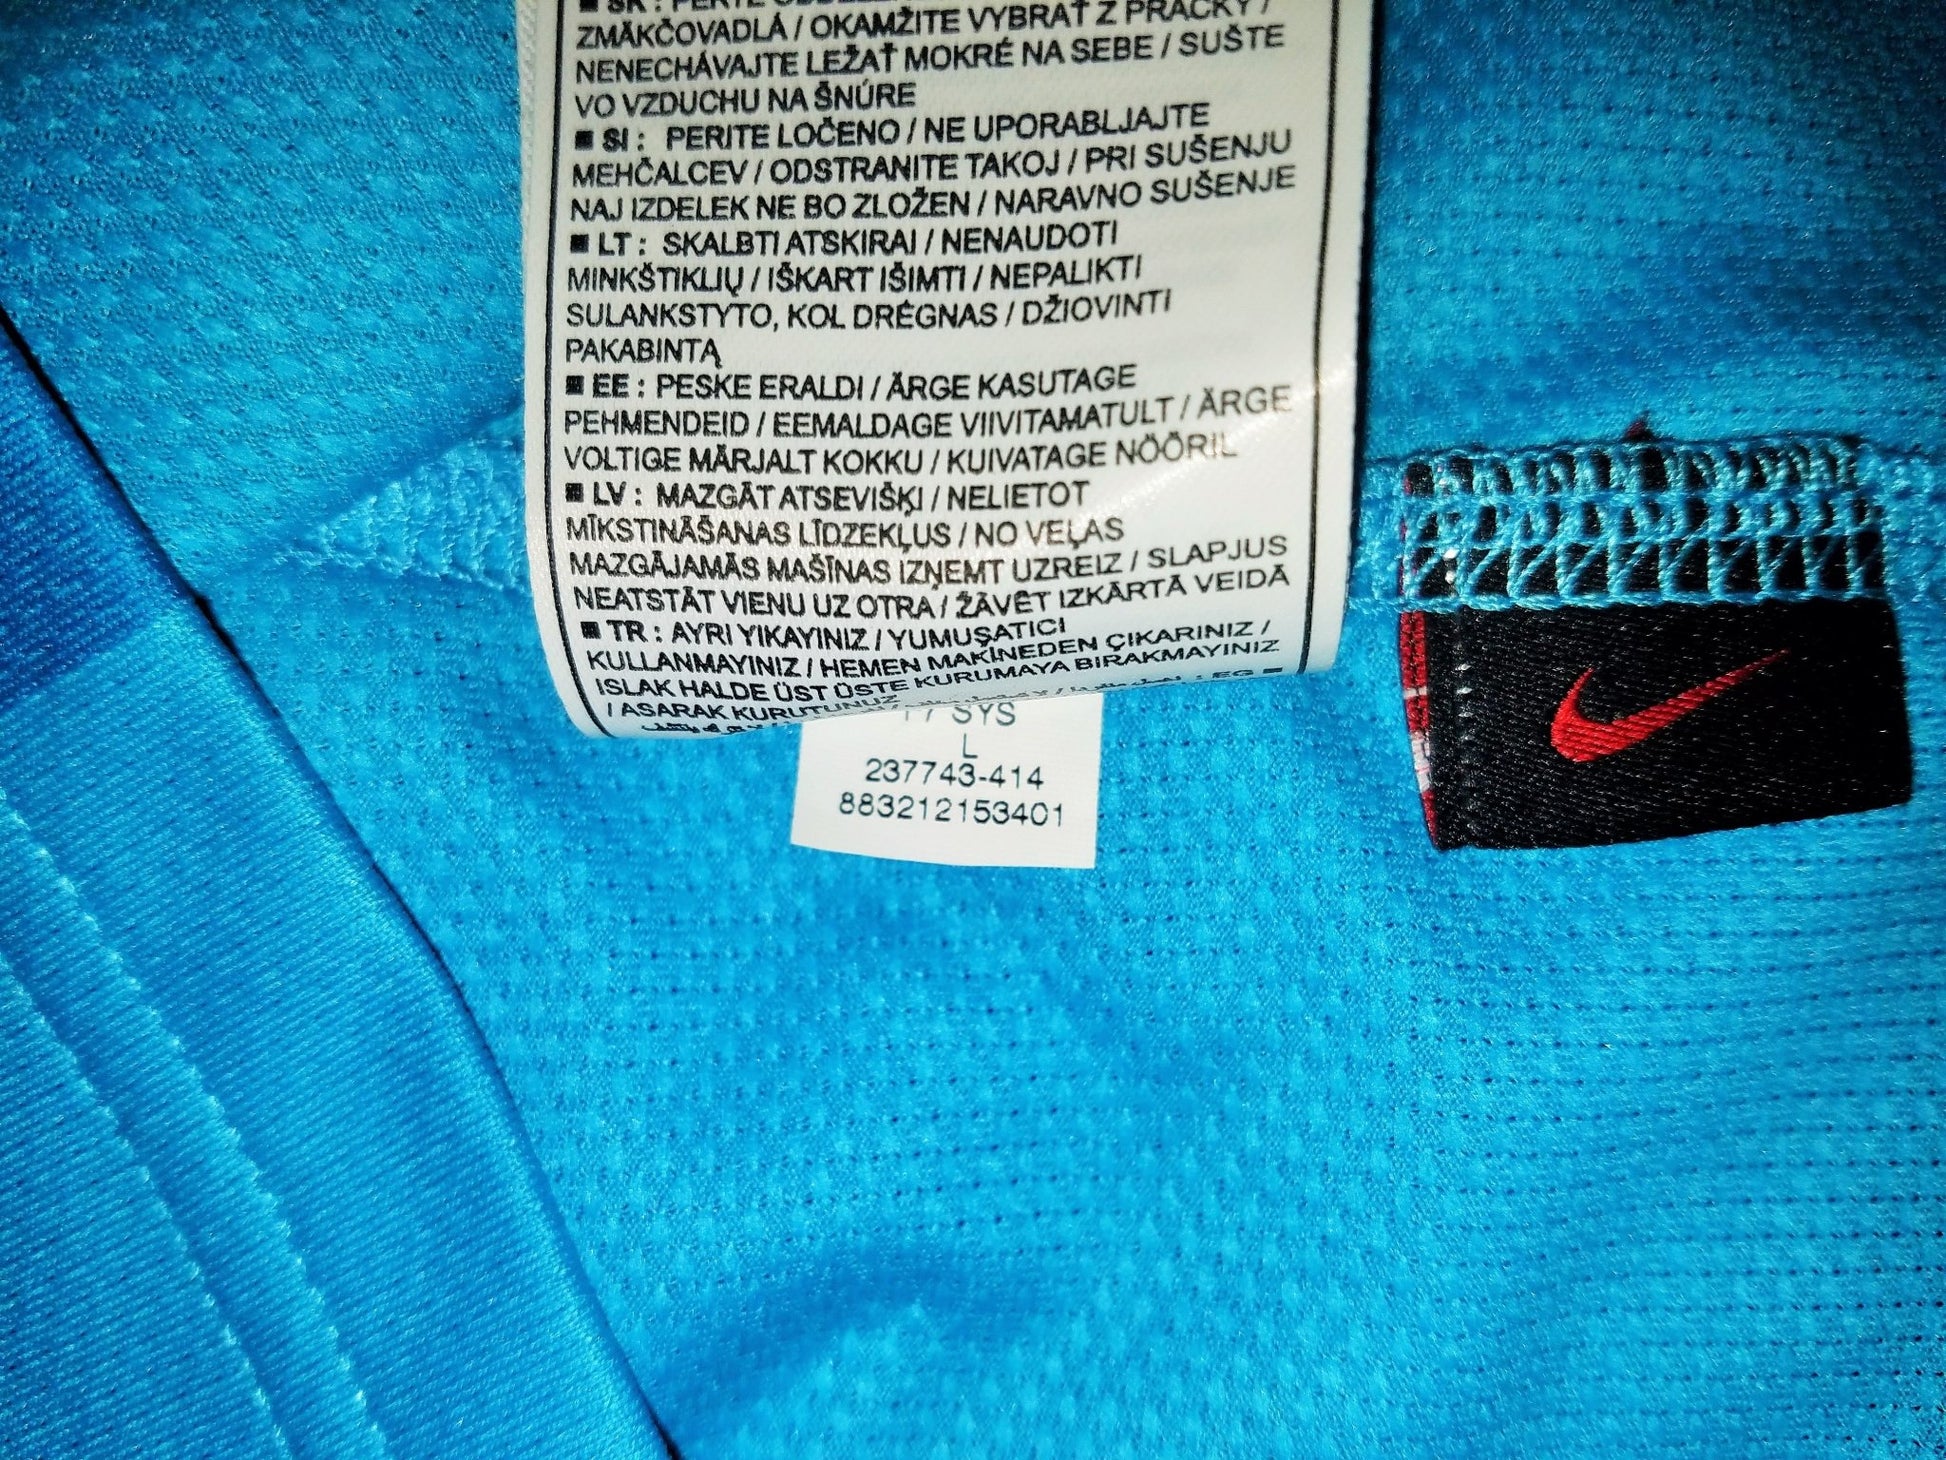 ■ SK : PERTE
ZMÄKČOVADLÁ / OKAMŽITE VYBRAŤ Z PRÁČKY /
NENECHÁVAJTE LEŽAŤ MOKRÉ NA SEBE / SUŠTE
VO VZDUCHU NA ŠNÚRE
■ SI : PERITE LOČENO / NE UPORABLJAJTE
MEHČALCEV / ODSTRANITE TAKOJ / PRI SUŠENJU
NAJ IZDELEK NE BO ZLOŽEN / NARAVNO SUŠENJE
■ LT : SKALBTI ATSKIRAI / NENAUDOTI
MINKŠTIKLIŲ / IŠKART IŠIMTI / NEPALIKTI
SULANKSTYTO, KOL DRĖGNAS / DŽIOVINTI
PAKABINTĄ
■ EE : PESKE ERALDI / ÄRGE KASUTAGE
PEHMENDEID / EEMALDAGE VIIVITAMATULT / ÄRGE
VOLTIGE MÄRJALT KOKKU / KUIVATAGE NÖÖRIL
■ LV : MAZGĀT ATSEVIŠĶI / NELIETOT
MĪKSTINĀŠANAS LĪDZEKĻUS / NO VEĻAS
MAZGĀJAMĀS MAŠĪNAS IZŅEMT UZREIZ / SLAPJUS
NEATSTĀT VIENU UZ OTRA / ŽĀVĒT IZKĀRTĀ VEIDĀ
■ TR : AYRI YIKAYINIZ / YUMUŞATICI
KULLANMAYINIZ / HEMEN MAKİNEDEN ÇIKARINIZ /
ISLAK HALDE ÜST ÜSTE KURUMAYA BIRAKMAYINIZ
/ ASARAK KURUTUNUZ
: EG ■
SYS
L
237743-414
883212153401